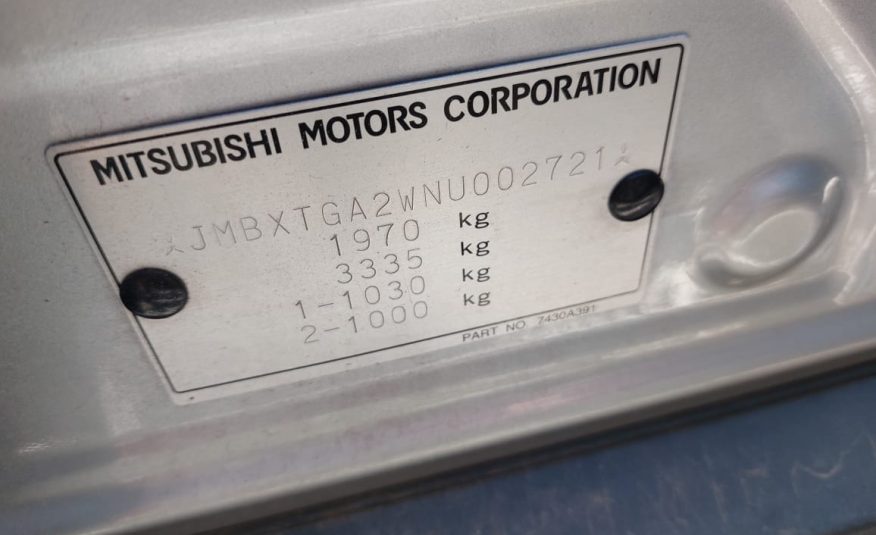 MITSUBISHI MOTORS CORPORATION
JMBXTGA2WNU002721
1970 kg
3335 kg
1-1030 kg
2-1000 kg
PART NO. 7430A391